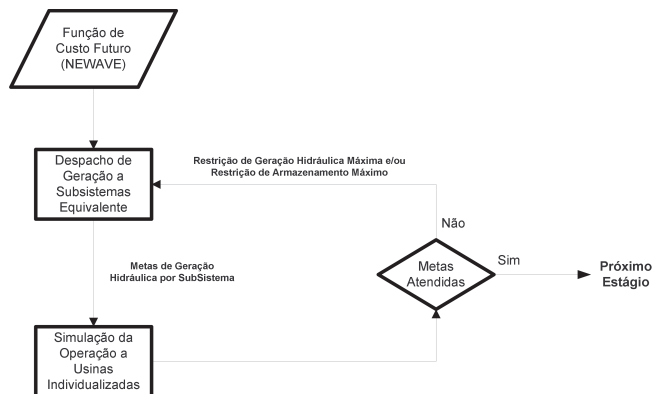 Função de
Custo Futuro
(NEWAVE)
Despacho de
Geração a
Subsistemas
Equivalente
Restrição de Geração Hidráulica Máxima e/ou
Restrição de Armazenamento Máximo
Não
Metas de Geração
Hidráulica por SubSistema
Metas
Atendidas
Sim
Próximo
Estágio
Simulação da
Operação a
Usinas
Individualizadas